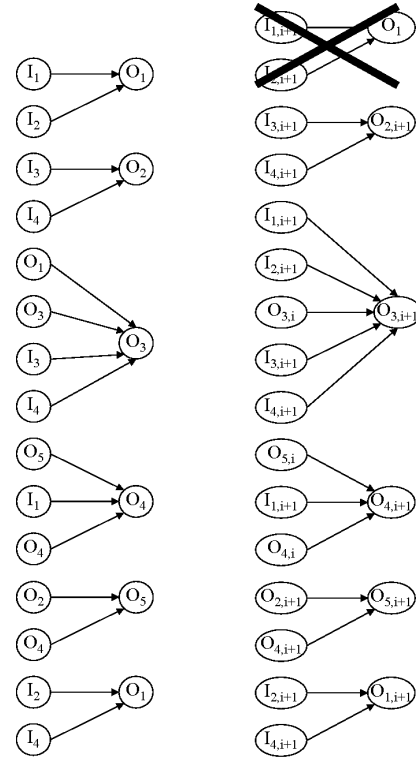 I1,i+1 O1
I1 O1
I2,i+1
I2
I3,i+1 O2,i+1
I3 O2
I4,i+1
I4
I1,i+1
O1
I2,i+1
O3
O3,i O3,i+1
O3
I3
I3,i+1
I4
I4,i+1
O5
O5,i
I1 O4
I1,i+1 O4,i+1
O4
O4,i
O2 O5
O2,i+1 O5,i+1
O4
O4,i+1
I2 O1
I2,i+1 O1,i+1
I4
I4,i+1